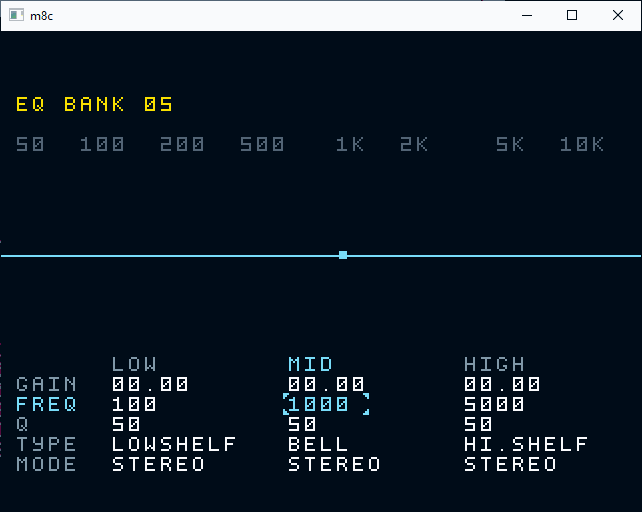 m8c
EQ BANK 05
50 100 200 500 1K 2K 5K 10K
LOW MID HIGH
GAIN 00.00 00.00 00.00
FREQ 100 1000 5000
Q 50 50 50
TYPE LOWSHELF BELL HI.SHELF
MODE STEREO STEREO STEREO